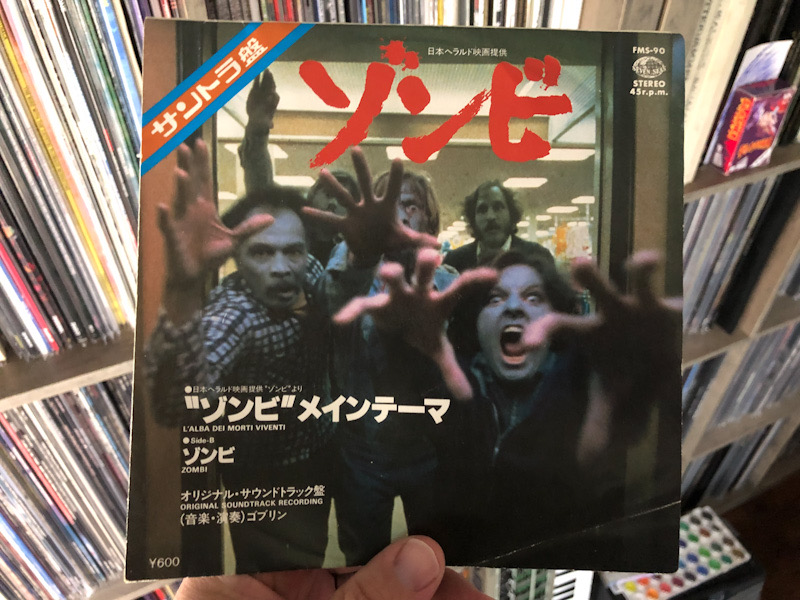 サントラ盤
日本ヘラルド映画提供
ゾンビ
FMS-90
SEVEN SEAS
STEREO
45r.p.m.
●日本ヘラルド映画提供“ゾンビ”より
“ゾンビ”メインテーマ
L'ALBA DEI MORTI VIVENTI
●Side-B
ゾンビ
ZOMBI
オリジナル・サウンドトラック盤
ORIGINAL SOUNDTRACK RECORDING
(音楽・演奏)ゴブリン
¥600